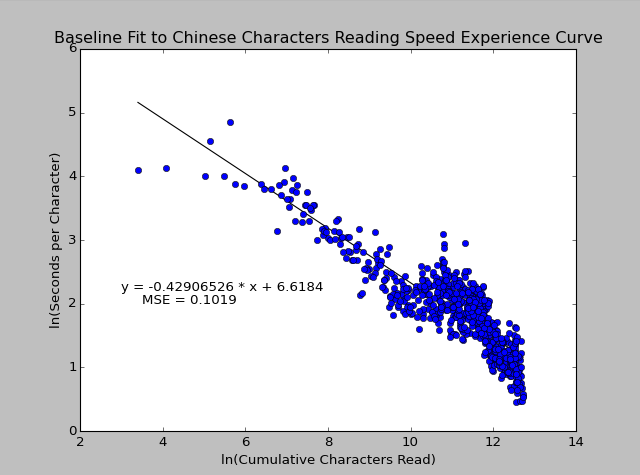 Baseline Fit to Chinese Characters Reading Speed Experience Curve
6
5
4
3
2
1
0
ln(Seconds per Character)
y = -0.42906526 * x + 6.6184
MSE = 0.1019
2
4
6
8
10
12
14
ln(Cumulative Characters Read)